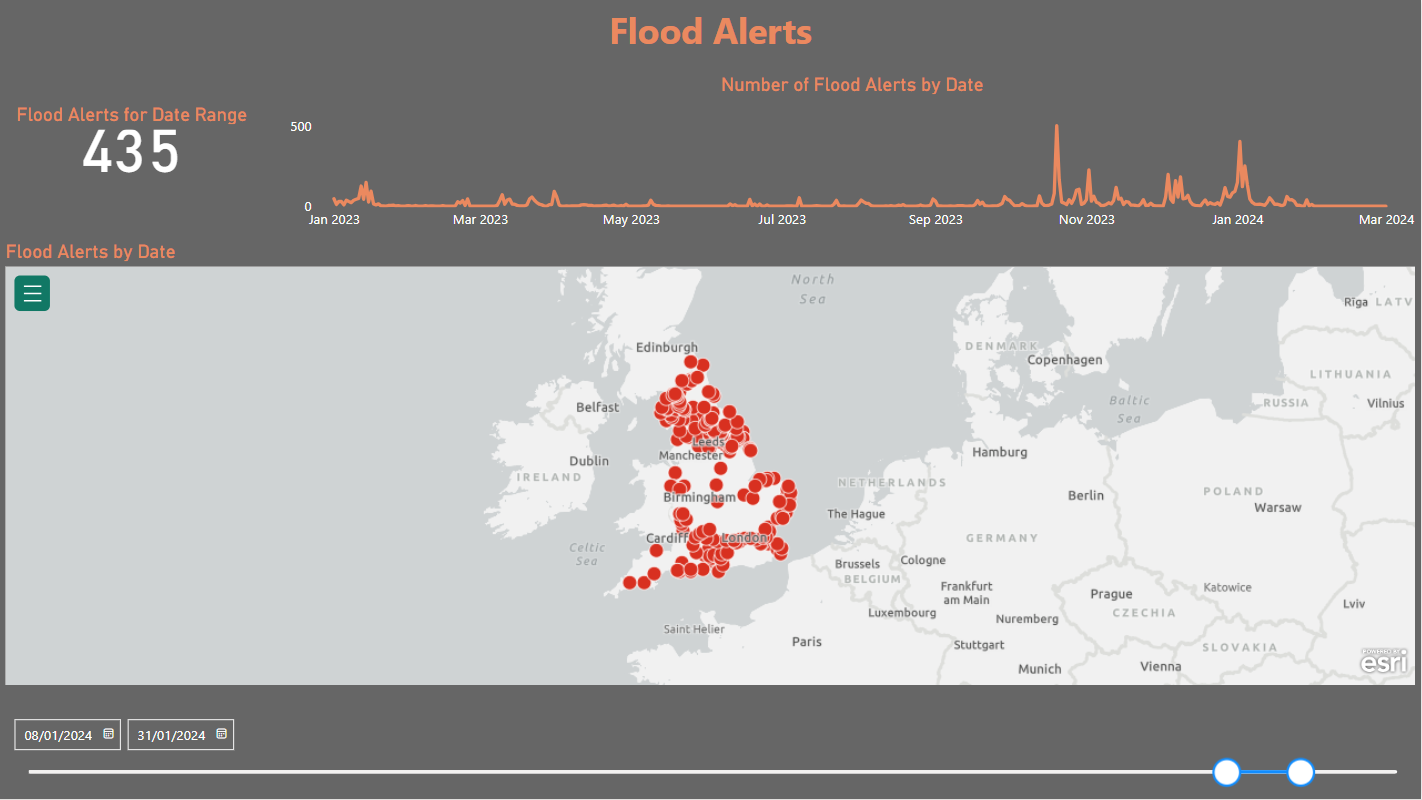 Flood Alerts
Number of Flood Alerts by Date
Flood Alerts for Date Range
435
500
0
Jan 2023
Mar 2023
May 2023
Jul 2023
Sep 2023
Nov 2023
Jan 2024
Mar 2024
Flood Alerts by Date
North
Sea
Rīga
LATV
Edinburgh
DENMARK
Copenhagen
LITHUANIA
Baltic
Sea
RUSSIA
Vilnius
Belfast
Leeds
Manchester
Hamburg
Dublin
IRELAND
NETHERLANDS
Birmingham
Berlin
POLAND
Warsaw
The Hague
Cardiff
London
GERMANY
Celtic
Sea
Brussels
Cologne
BELGIUM
Frankfurt
am Main
Prague
Katowice
Lviv
Luxembourg
Nuremberg
CZECHIA
Saint Helier
Paris
Stuttgart
SLOVAKIA
Munich
Vienna
POWERED BY
esri
08/01/2024
31/01/2024